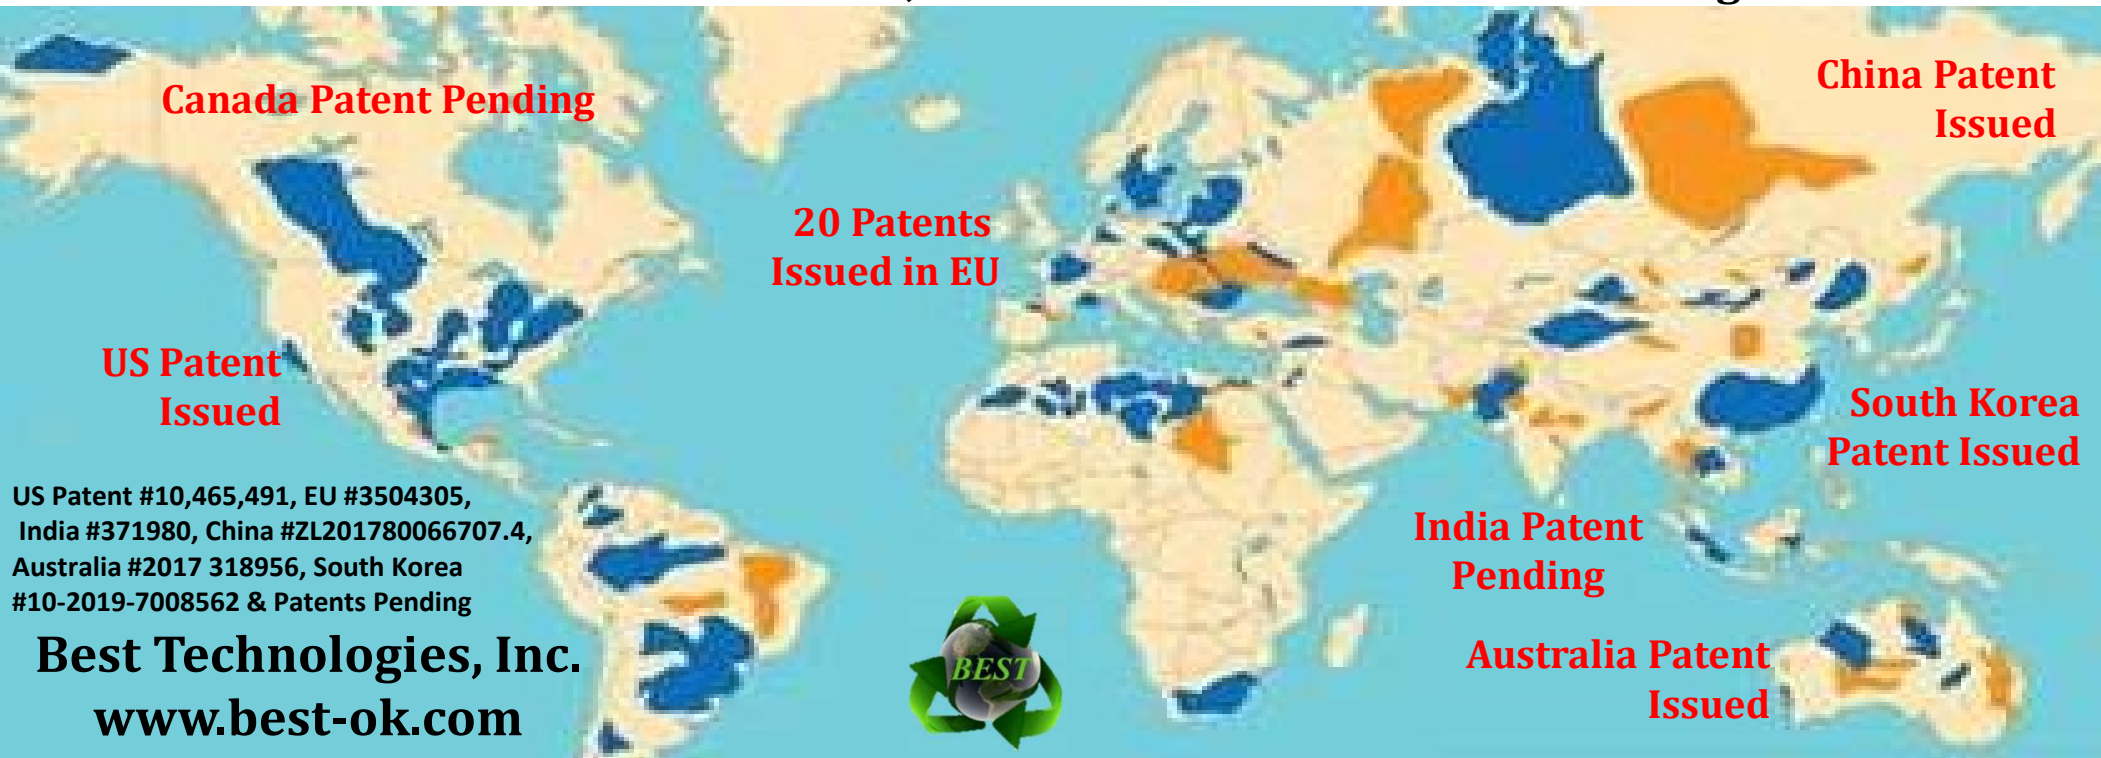 Canada Patent Pending
China Patent
Issued
20 Patents
Issued in EU
US Patent
Issued
South Korea
Patent Issued
US Patent #10,465,491, EU #3504305,
India #371980, China #ZL201780066707.4,
Australia #2017 318956, South Korea
#10-2019-7008562 & Patents Pending
India Patent
Pending
Australia Patent
Issued
Best Technologies, Inc.
www.best-ok.com
BEST